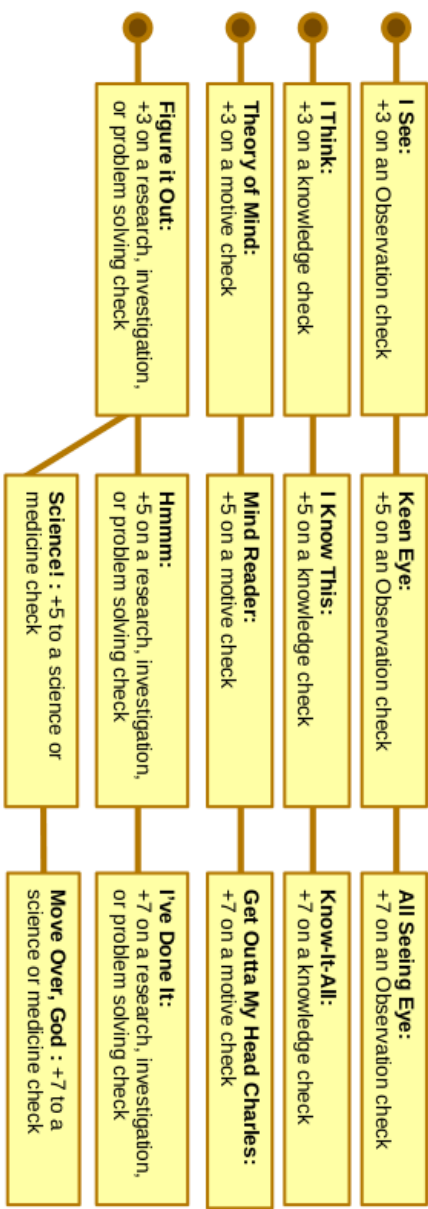 I See:
+3 on an Observation check
Keen Eye:
+5 on an Observation check
All Seeing Eye:
+7 on an Observation check
I Think:
+3 on a knowledge check
I Know This:
+5 on a knowledge check
Know-It-All:
+7 on a knowledge check
Theory of Mind:
+3 on a motive check
Mind Reader:
+5 on a motive check
Get Outta My Head Charles:
+7 on a motive check
Figure it Out:
+3 on a research, investigation,
or problem solving check
Hmmm:
+5 on a research, investigation,
or problem solving check
I've Done It:
+7 on a research, investigation,
or problem solving check
Science! : +5 to a science or
medicine check
Move Over, God : +7 to a
science or medicine check